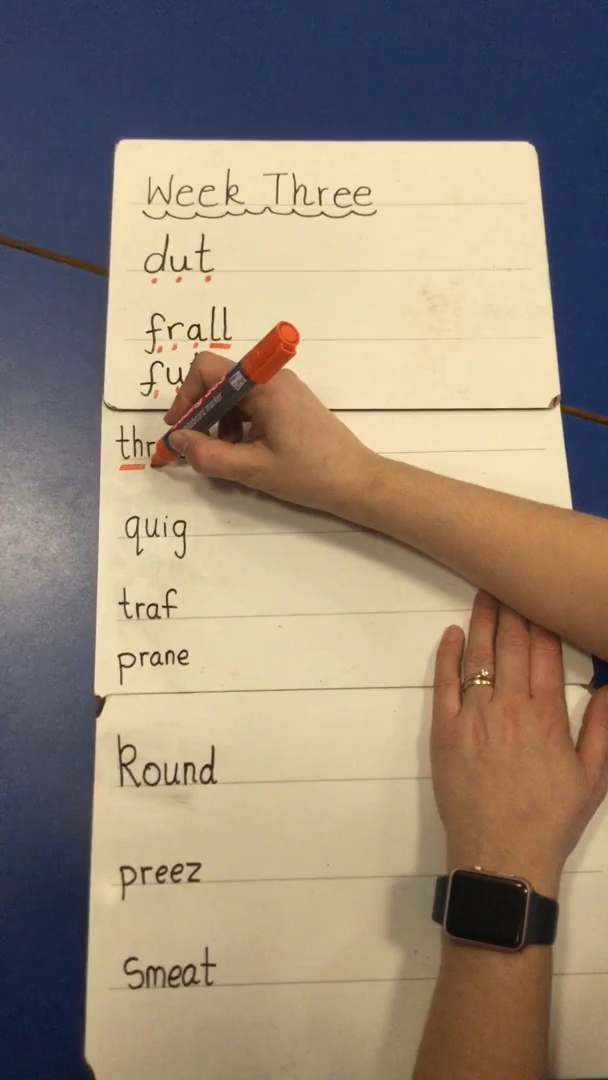 Week Three
dut
frall
quig
traf
prane
Round
preez
Smeat